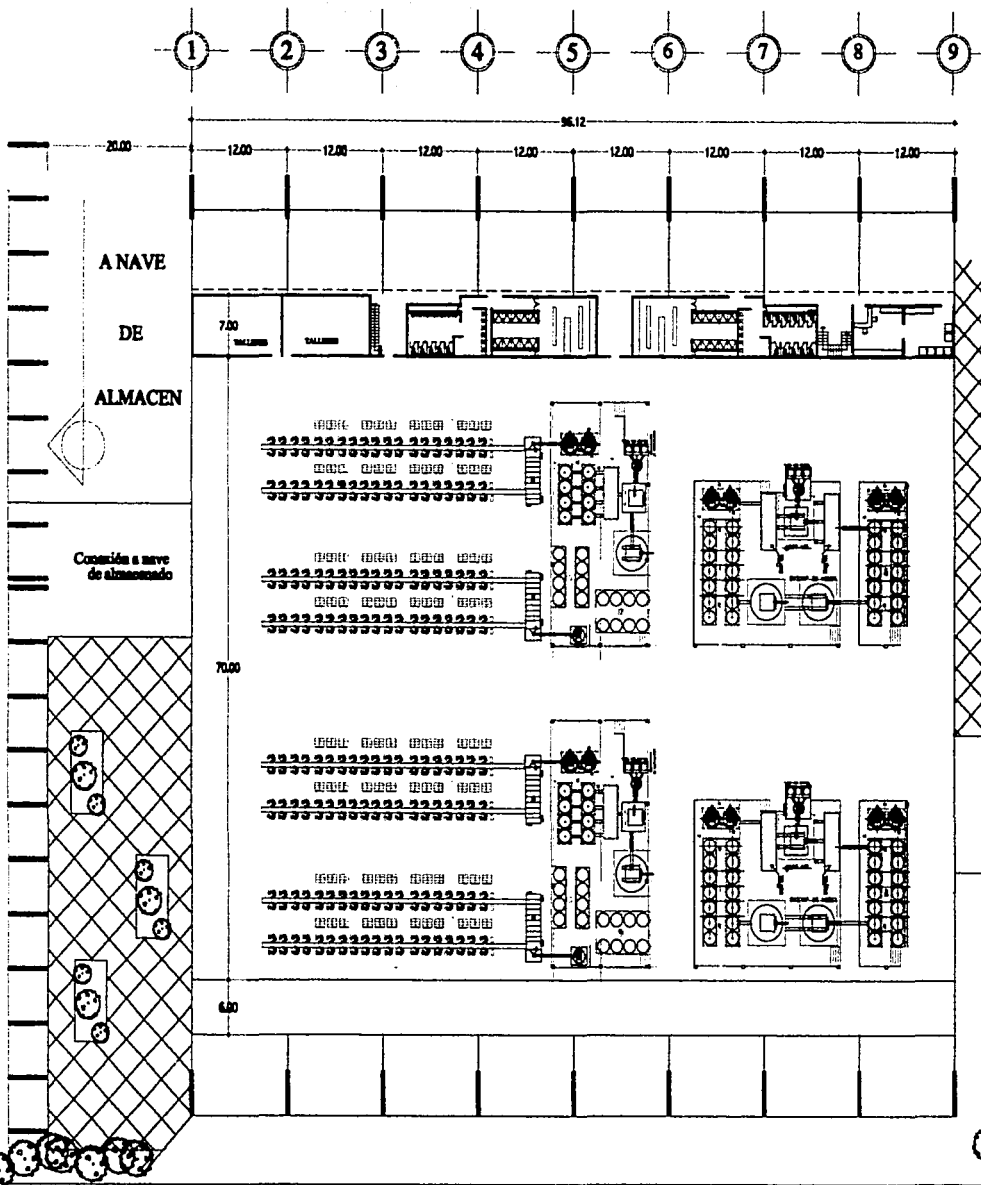 1 2 3 4 5 6 7 8 9
96.12
20.00 12.00 12.00 12.00 12.00 12.00 12.00 12.00 12.00
A NAVE
DE
ALMACEN
7.00
TALLERES TALLERES
Conexión a nave
de almacenado
70.00
6.00